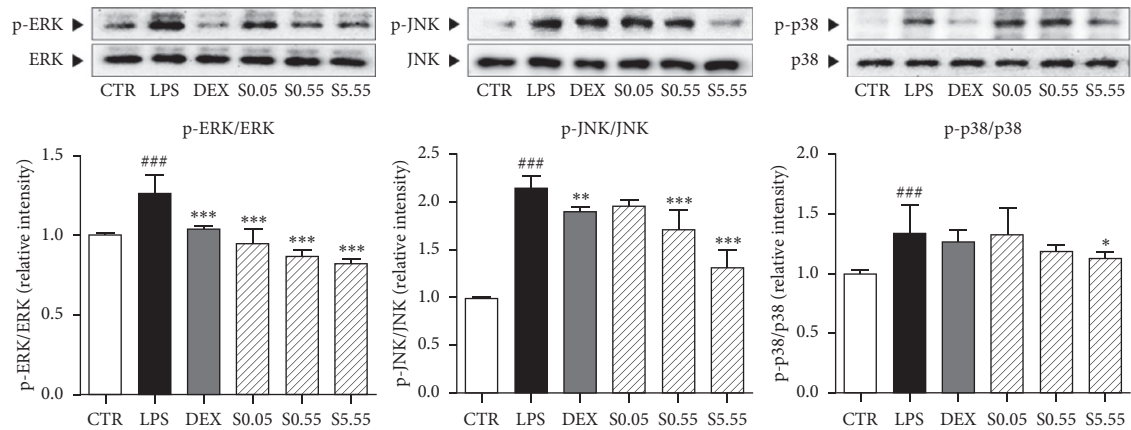 p-ERK
ERK
CTR LPS DEX S0.05 S0.55 S5.55
p-JNK
JNK
CTR LPS DEX S0.05 S0.55 S5.55
p-p38
p38
CTR LPS DEX S0.05 S0.55 S5.55
p-ERK/ERK
p-ERK/ERK (relative intensity)
1.5
1.0
0.5
0.0
###
***
***
***
***
CTR LPS DEX S0.05 S0.55 S5.55
p-JNK/JNK
p-JNK/JNK (relative intensity)
2.5
2.0
1.5
1.0
0.5
0.0
###
**
***
***
CTR LPS DEX S0.05 S0.55 S5.55
p-p38/p38
p-p38/p38 (relative intensity)
2.0
1.5
1.0
0.5
0.0
###
*
CTR LPS DEX S0.05 S0.55 S5.55